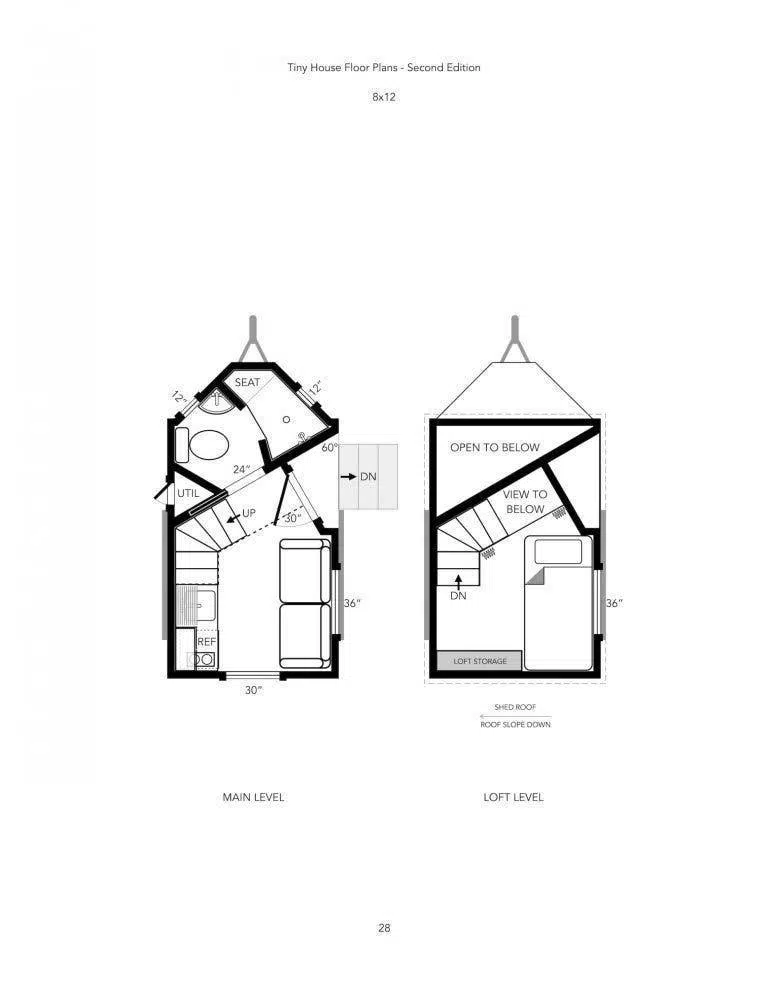 Tiny House Floor Plans - Second Edition
8x12
SEAT
12”
12”
60°
24”
DN
UTIL
UP
30”
36”
REF
30”
OPEN TO BELOW
VIEW TO
BELOW
DN
36”
LOFT STORAGE
SHED ROOF
ROOF SLOPE DOWN
MAIN LEVEL
LOFT LEVEL
28